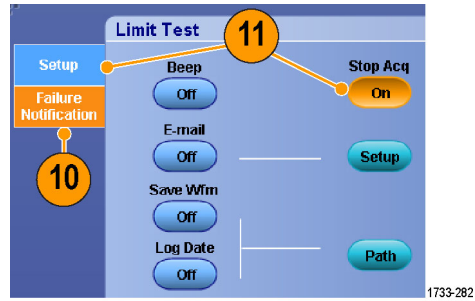 Limit Test
11
Setup
Beep
Stop Acq
Off
On
Failure
Notification
E-mail
10
Off
Setup
Save Wfm
Off
Log Date
Path
Off
1733-282